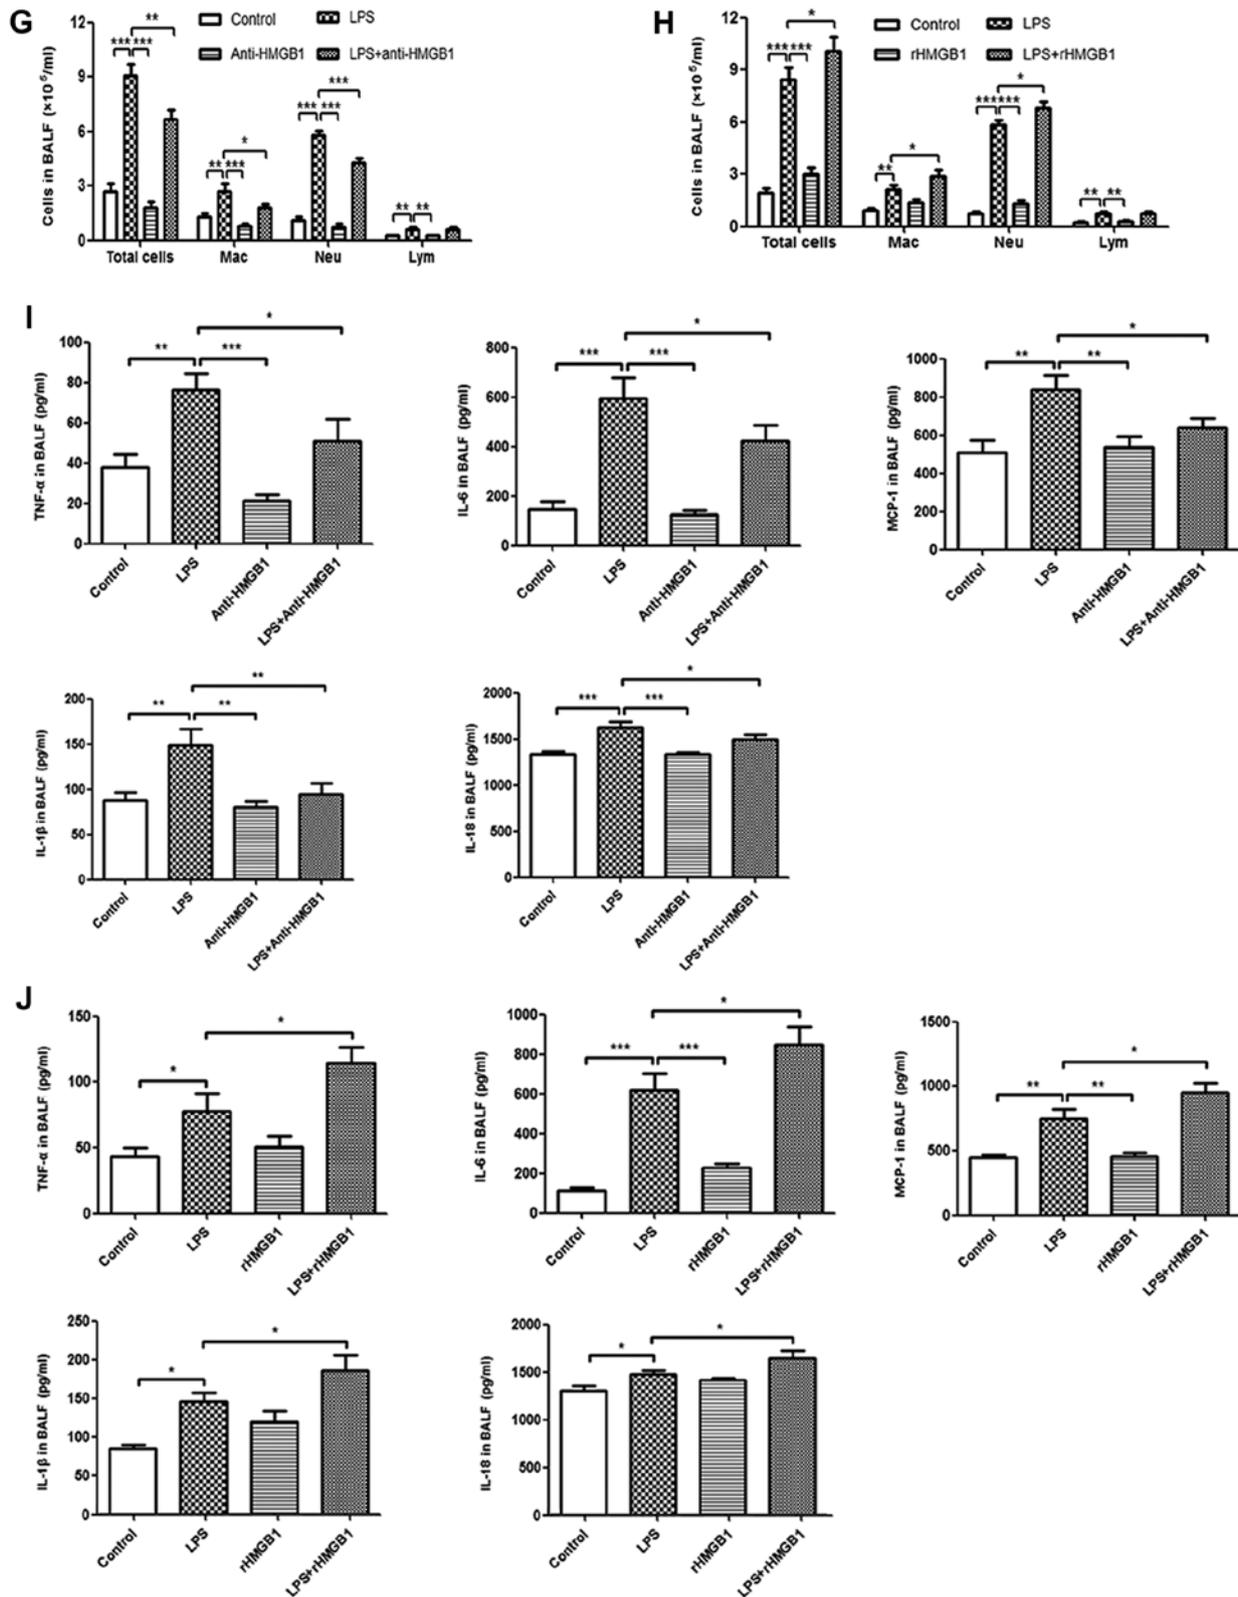 G
Control
LPS
Anti-HMGB1
LPS+anti-HMGB1
Cells in BALF (×10⁵/ml)
12
9
6
3
0
*** *** **
** *** *
*** *** ***
** **
Total cells Mac Neu Lym
H
Control
LPS
rHMGB1
LPS+rHMGB1
Cells in BALF (×10⁵/ml)
12
9
6
3
0
*** *** *
** *
*** *** *
** **
Total cells Mac Neu Lym
I
TNF-α in BALF (pg/ml)
100
80
60
40
20
0
*
** ***
Control LPS Anti-HMGB1 LPS+Anti-HMGB1
IL-6 in BALF (pg/ml)
800
600
400
200
0
*
*** ***
Control LPS Anti-HMGB1 LPS+Anti-HMGB1
MCP-1 in BALF (pg/ml)
1000
800
600
400
200
0
*
** **
Control LPS Anti-HMGB1 LPS+Anti-HMGB1
IL-1β in BALF (pg/ml)
200
150
100
50
0
**
** **
Control LPS Anti-HMGB1 LPS+Anti-HMGB1
IL-18 in BALF (pg/ml)
2000
1500
1000
500
0
*
*** ***
Control LPS Anti-HMGB1 LPS+Anti-HMGB1
J
TNF-α in BALF (pg/ml)
150
100
50
0
*
*
Control LPS rHMGB1 LPS+rHMGB1
IL-6 in BALF (pg/ml)
1000
800
600
400
200
0
*
*** ***
Control LPS rHMGB1 LPS+rHMGB1
MCP-1 in BALF (pg/ml)
1500
1000
500
0
*
** **
Control LPS rHMGB1 LPS+rHMGB1
IL-1β in BALF (pg/ml)
250
200
150
100
50
0
*
*
Control LPS rHMGB1 LPS+rHMGB1
IL-18 in BALF (pg/ml)
2000
1500
1000
500
0
*
*
Control LPS rHMGB1 LPS+rHMGB1